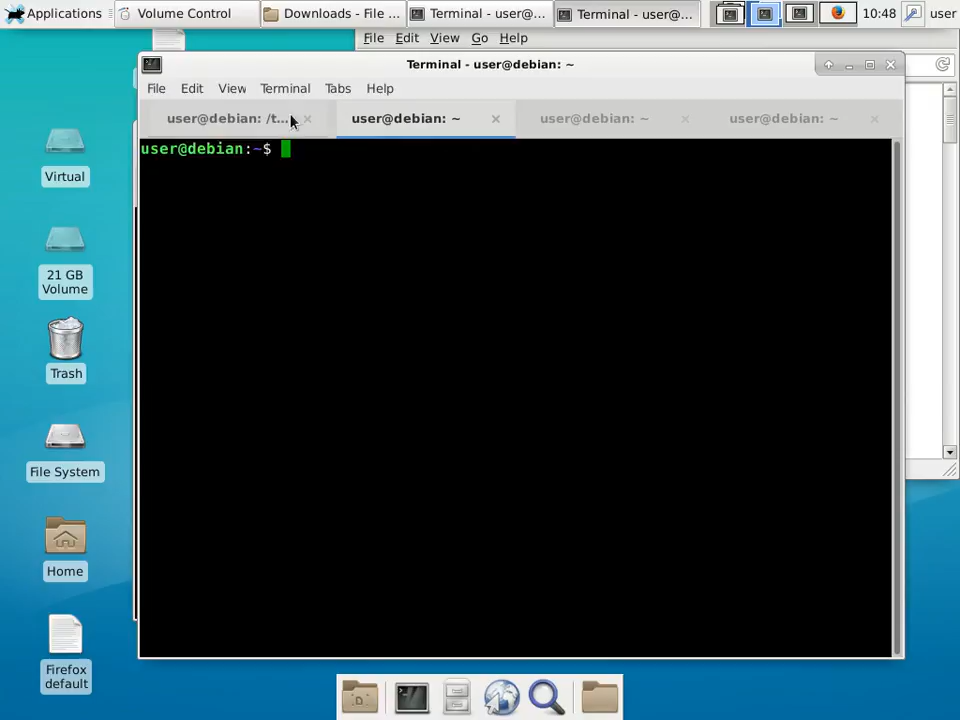 Applications
Volume Control
Downloads - File ...
Terminal - user@...
Terminal - user@...
10:48
user
File Edit View Go Help
Terminal - user@debian: ~
File Edit View Terminal Tabs Help
user@debian: /t...
user@debian: ~
user@debian: ~
user@debian: ~
user@debian:~$
Virtual
21 GB
Volume
Trash
File System
Home
Firefox
default